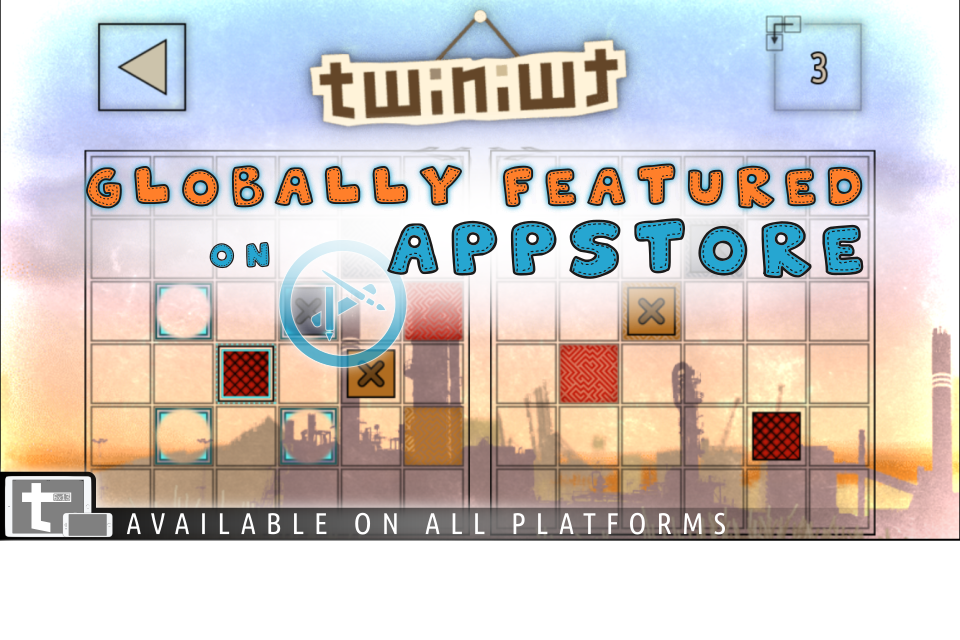 twiniwt
3
GLOBALLY FEATURED
ON APPSTORE
t
AVAILABLE ON ALL PLATFORMS